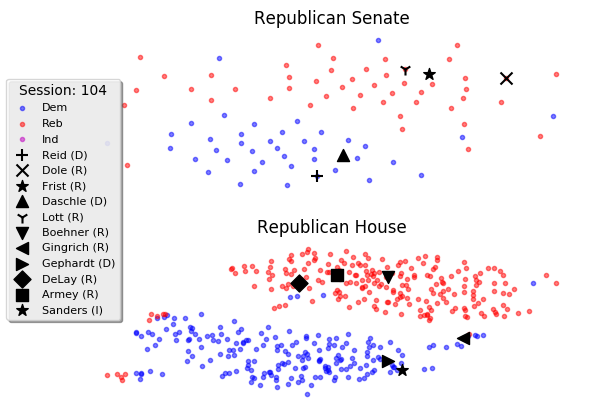 Republican Senate
Session: 104
Dem
Reb
Ind
Reid (D)
Dole (R)
Frist (R)
Daschle (D)
Lott (R)
Boehner (R)
Gingrich (R)
Gephardt (D)
DeLay (R)
Armey (R)
Sanders (I)
Republican House